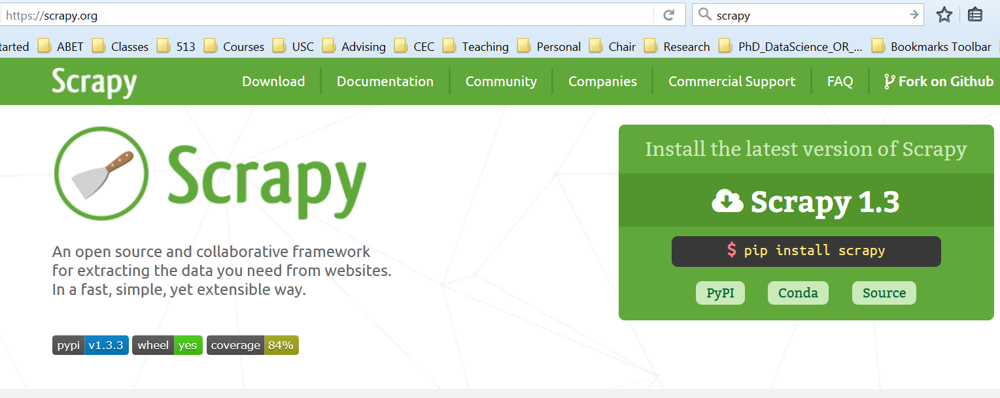 https://scrapy.org scrapy
tarted ABET Classes 513 Courses USC Advising CEC Teaching Personal Chair Research PhD_DataScience_OR_... Bookmarks Toolbar
Scrapy Download Documentation Community Companies Commercial Support FAQ Fork on Github
Scrapy
An open source and collaborative framework
for extracting the data you need from websites.
In a fast, simple, yet extensible way.
pypi v1.3.3 wheel yes coverage 84%
Install the latest version of Scrapy
Scrapy 1.3
$ pip install scrapy
PyPI Conda Source